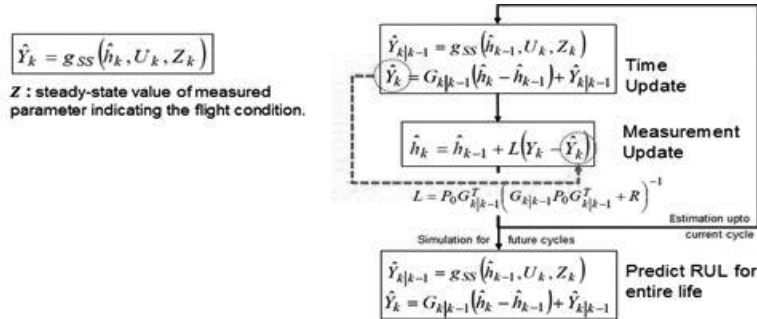 Ŷ_k = g_SS(ĥ_k, U_k, Z_k)
Z : steady-state value of measured
parameter indicating the flight condition.
Ŷ_k|k-1 = g_SS(ĥ_k-1, U_k, Z_k)
Ŷ_k = G_k|k-1(ĥ_k − ĥ_k-1) + Ŷ_k|k-1
Time
Update
ĥ_k = ĥ_k-1 + L(Y_k − Ŷ_k)
Measurement
Update
L = P_0 G^T_k|k-1 (G_k|k-1 P_0 G^T_k|k-1 + R)^-1
Estimation upto
current cycle
Simulation for future cycles
Ŷ_k|k-1 = g_SS(ĥ_k-1, U_k, Z_k)
Ŷ_k = G_k|k-1(ĥ_k − ĥ_k-1) + Ŷ_k|k-1
Predict RUL for
entire life